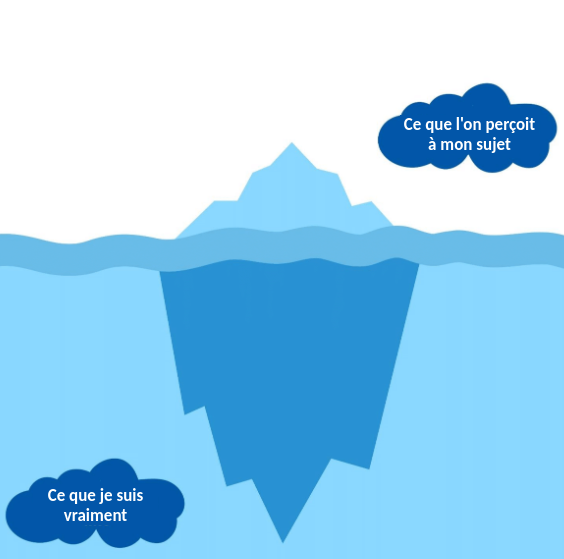 Ce que l'on perçoit
à mon sujet
Ce que je suis
vraiment